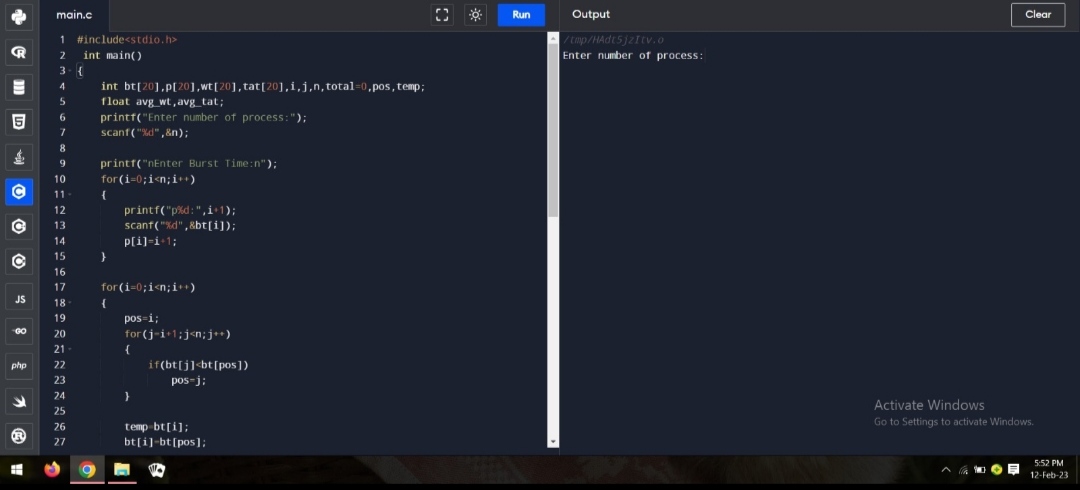 main.c
Run
Output
Clear
1 #include<stdio.h>
2 int main()
3 {
4 int bt[20],p[20],wt[20],tat[20],i,j,n,total=0,pos,temp;
5 float avg_wt,avg_tat;
6 printf("Enter number of process:");
7 scanf("%d",&n);
8
9 printf("nEnter Burst Time:n");
10 for(i=0;i<n;i++)
11 {
12 printf("p%d:",i+1);
13 scanf("%d",&bt[i]);
14 p[i]=i+1;
15 }
16
17 for(i=0;i<n;i++)
18 {
19 pos=i;
20 for(j=i+1;j<n;j++)
21 {
22 if(bt[j]<bt[pos])
23 pos=j;
24 }
25
26 temp=bt[i];
27 bt[i]=bt[pos];
Enter number of process:
JS
GO
php
Activate Windows
Go to Settings to activate Windows.
5:52 PM
12-Feb-23